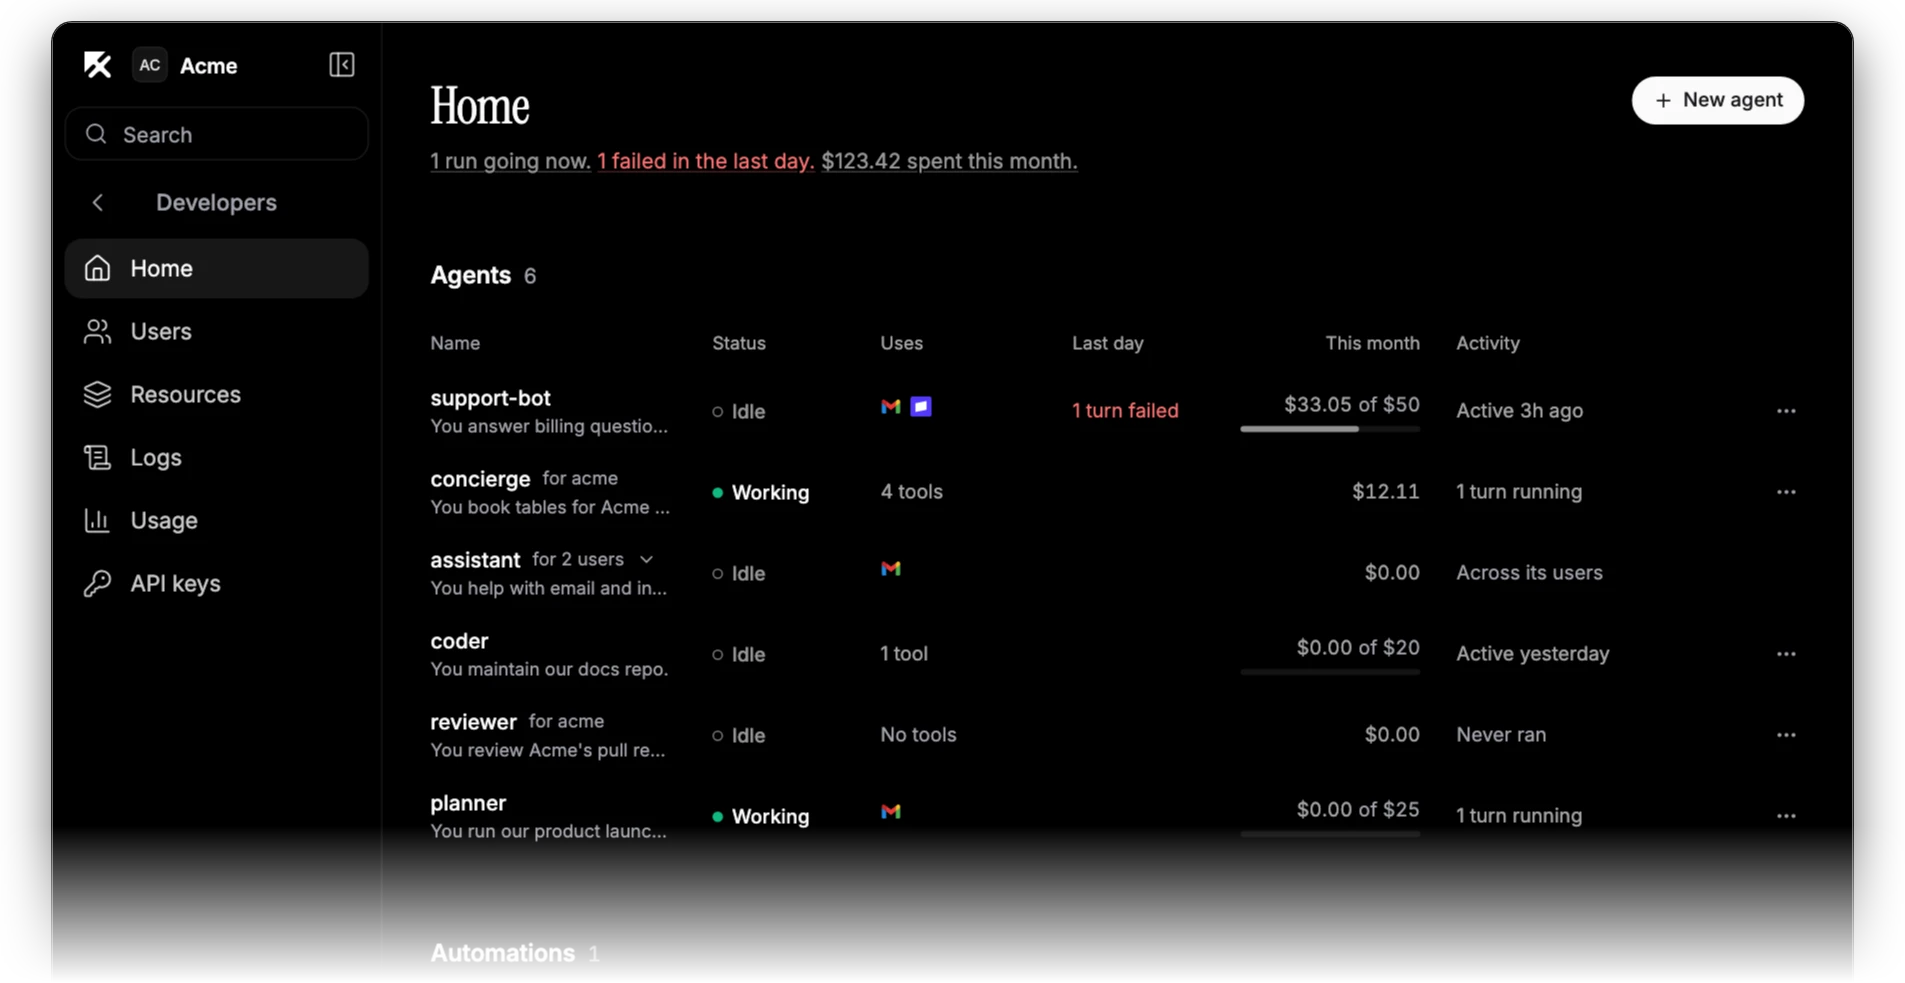 AC Acme
Search
Developers
Home
Users
Resources
Logs
Usage
API keys
Home
+ New agent
1 run going now. 1 failed in the last day. $123.42 spent this month.
Agents 6
Name Status Uses Last day This month Activity
support-bot
You answer billing questio...
Idle
1 turn failed
$33.05 of $50
Active 3h ago
concierge for acme
You book tables for Acme ...
Working
4 tools
$12.11
1 turn running
assistant for 2 users
You help with email and in...
Idle
$0.00
Across its users
coder
You maintain our docs repo.
Idle
1 tool
$0.00 of $20
Active yesterday
reviewer for acme
You review Acme's pull re...
Idle
No tools
$0.00
Never ran
planner
You run our product launc...
Working
$0.00 of $25
1 turn running
Automations 1